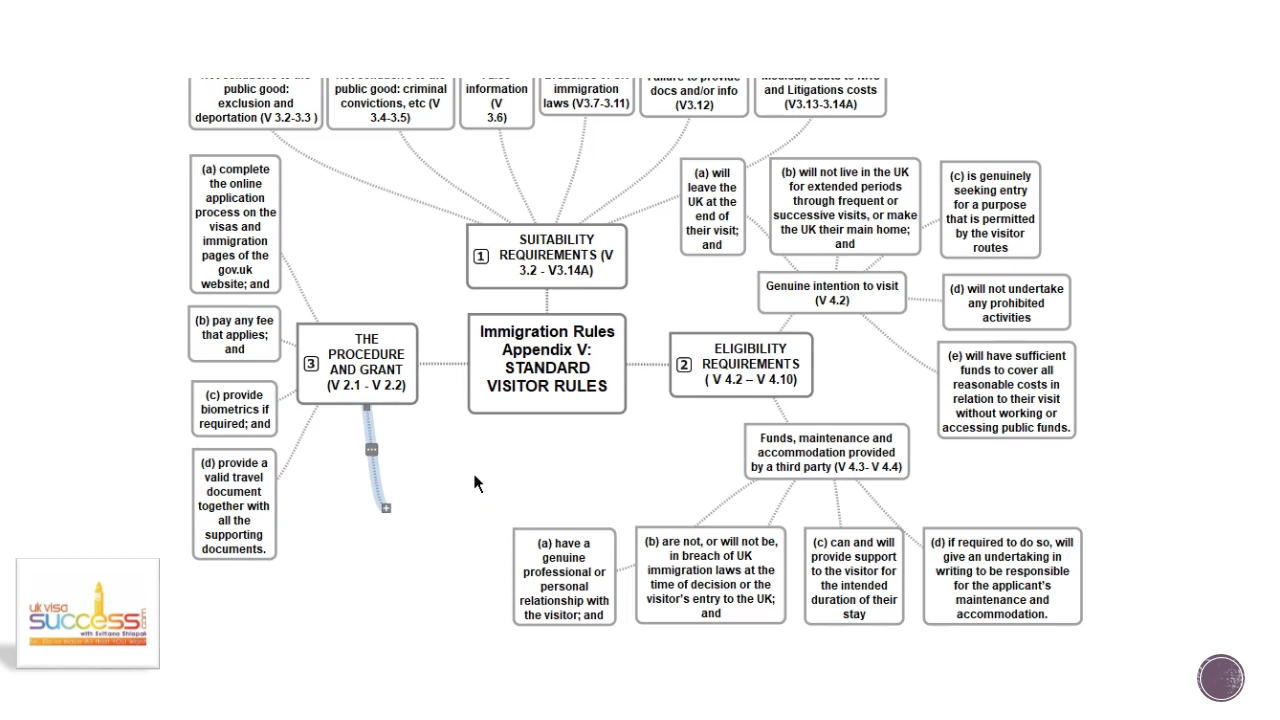 public good:
exclusion and
deportation (V 3.2-3.3 )
public good: criminal
convictions, etc (V
3.4-3.5)
information
(V
3.6)
immigration
laws (V3.7-3.11)
Failure to provide
docs and/or info
(V3.12)
and Litigations costs
(V3.13-3.14A)
(a) complete
the online
application
process on the
visas and
immigration
pages of the
gov.uk
website; and
(b) pay any fee
that applies;
and
(c) provide
biometrics if
required; and
(d) provide a
valid travel
document
together with
all the
supporting
documents.
1
SUITABILITY
REQUIREMENTS (V
3.2 - V3.14A)
3
THE
PROCEDURE
AND GRANT
(V 2.1 - V 2.2)
Immigration Rules
Appendix V:
STANDARD
VISITOR RULES
2
ELIGIBILITY
REQUIREMENTS
( V 4.2 – V 4.10)
(a) will
leave the
UK at the
end of
their visit;
and
(b) will not live in the UK
for extended periods
through frequent or
successive visits, or make
the UK their main home;
and
(c) is genuinely
seeking entry
for a purpose
that is permitted
by the visitor
routes
Genuine intention to visit
(V 4.2)
(d) will not undertake
any prohibited
activities
(e) will have sufficient
funds to cover all
reasonable costs in
relation to their visit
without working or
accessing public funds.
Funds, maintenance and
accommodation provided
by a third party (V 4.3- V 4.4)
(a) have a
genuine
professional or
personal
relationship with
the visitor; and
(b) are not, or will not be,
in breach of UK
immigration laws at the
time of decision or the
visitor's entry to the UK;
and
(c) can and will
provide support
to the visitor for
the intended
duration of their
stay
(d) if required to do so, will
give an undertaking in
writing to be responsible
for the applicant's
maintenance and
accommodation.
uk visa
success.com